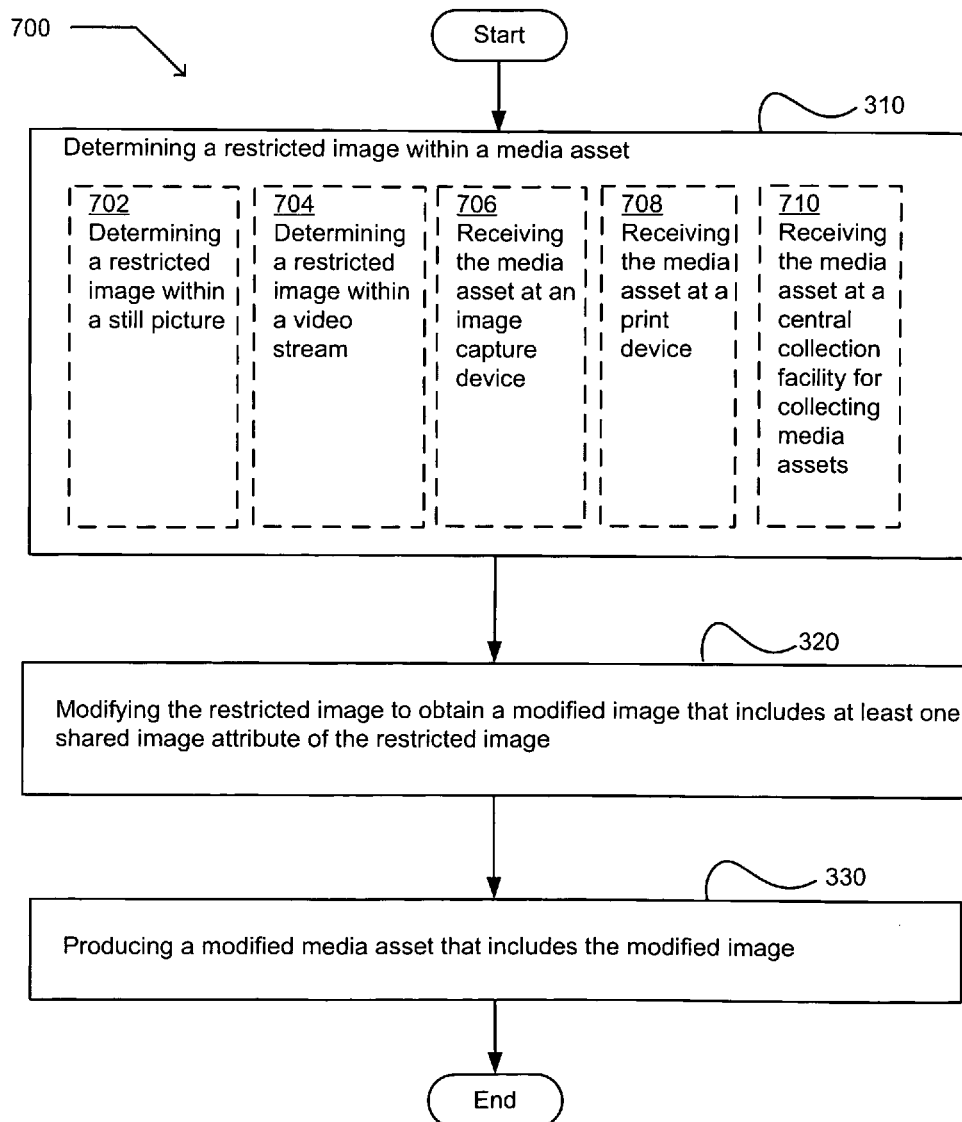 700
Start
310
Determining a restricted image within a media asset
702
Determining
a restricted
image within
a still picture
704
Determining
a restricted
image within
a video
stream
706
Receiving
the media
asset at an
image
capture
device
708
Receiving
the media
asset at a
print
device
710
Receiving
the media
asset at a
central
collection
facility for
collecting
media
assets
320
Modifying the restricted image to obtain a modified image that includes at least one
shared image attribute of the restricted image
330
Producing a modified media asset that includes the modified image
End